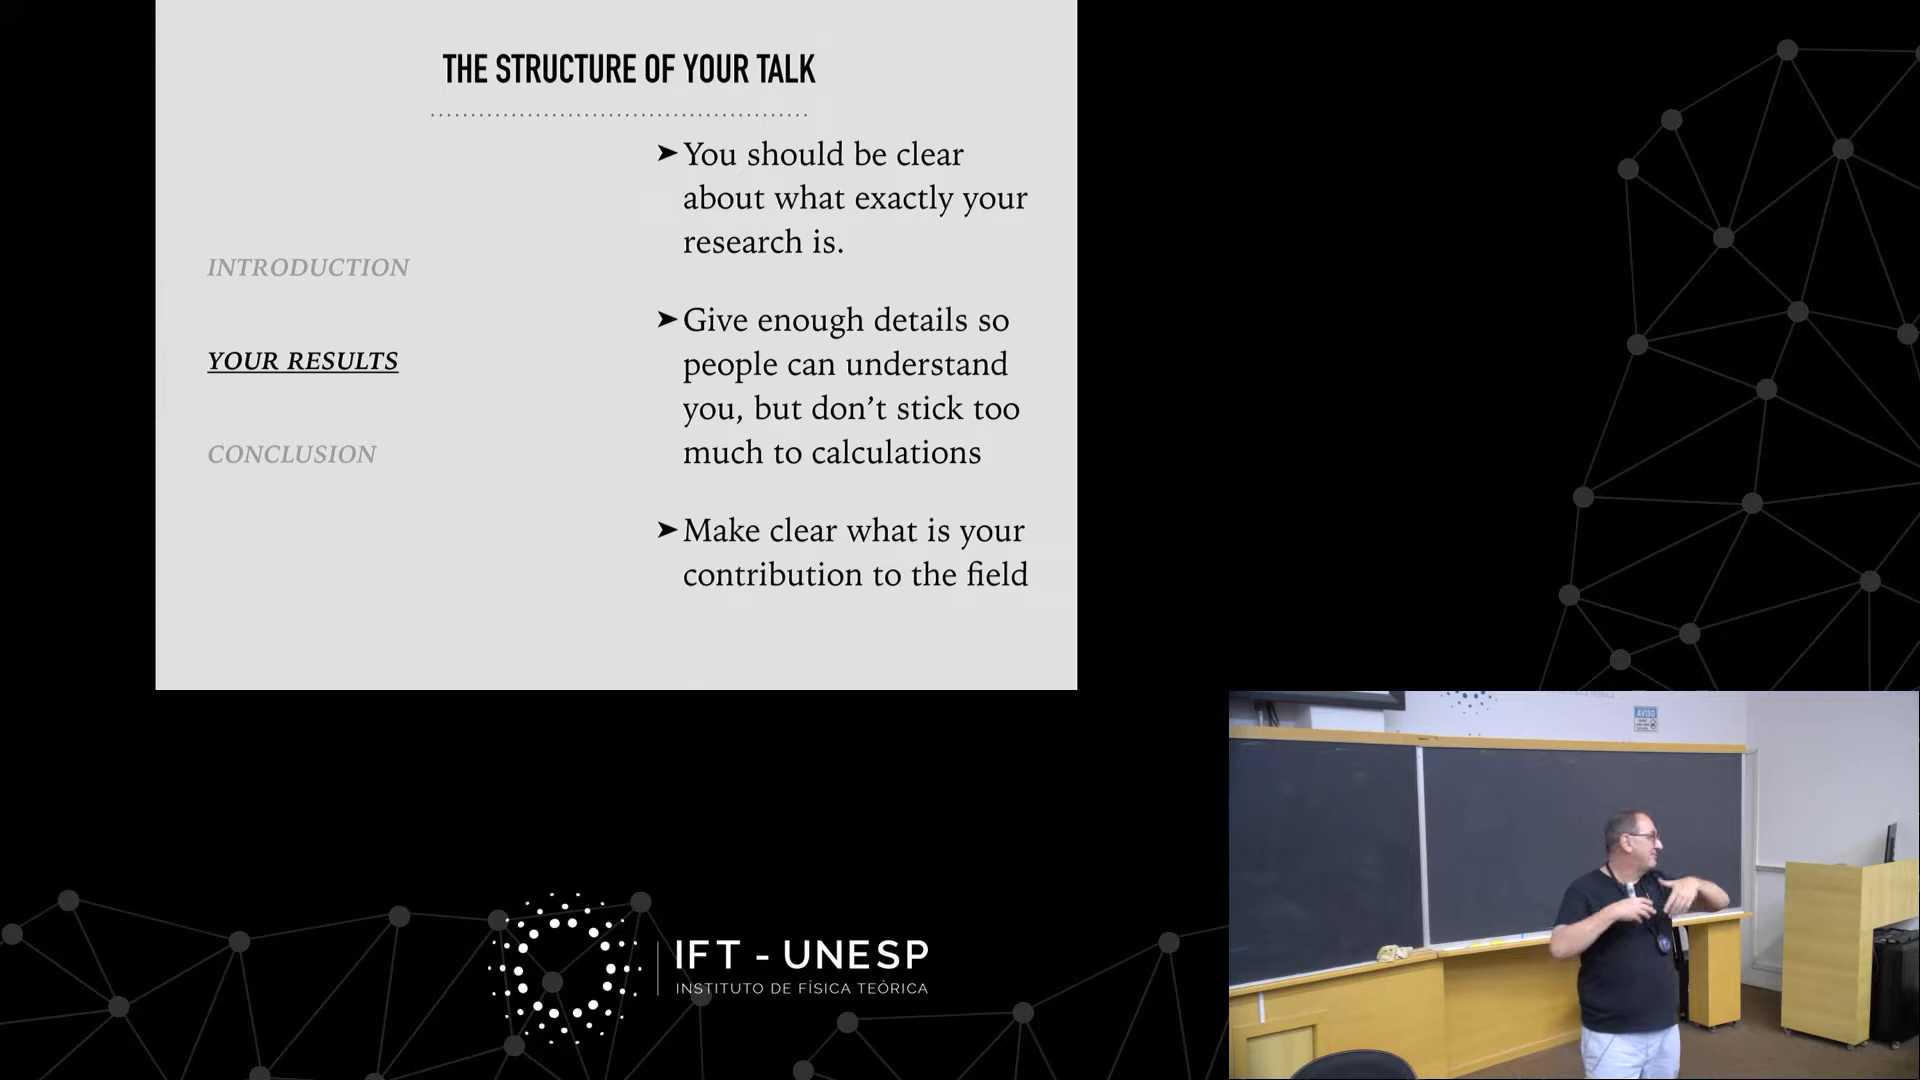 THE STRUCTURE OF YOUR TALK
INTRODUCTION
YOUR RESULTS
CONCLUSION
➤ You should be clear
about what exactly your
research is.
➤ Give enough details so
people can understand
you, but don’t stick too
much to calculations
➤ Make clear what is your
contribution to the field
AVISO
IFT - UNESP
INSTITUTO DE FÍSICA TEÓRICA